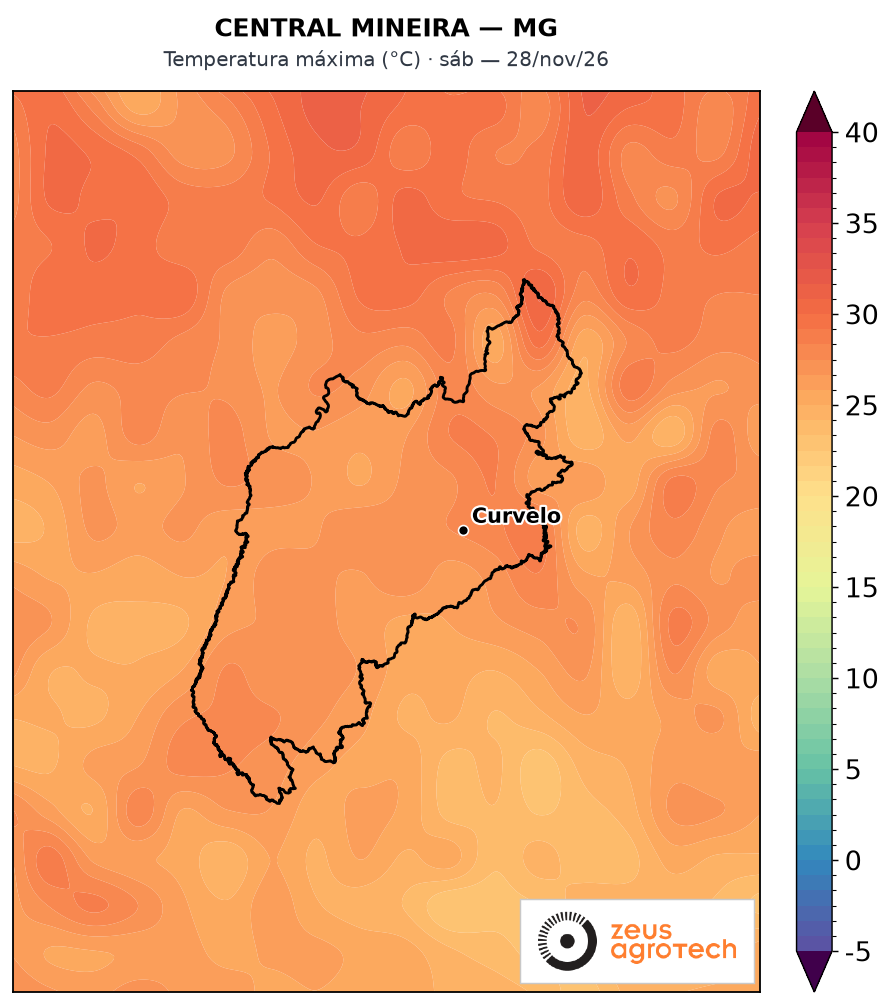 CENTRAL MINEIRA — MG
Temperatura máxima (°C) · sáb — 28/nov/26
40
35
30
25
20
15
10
5
0
-5
Curvelo
zeus
agrotech